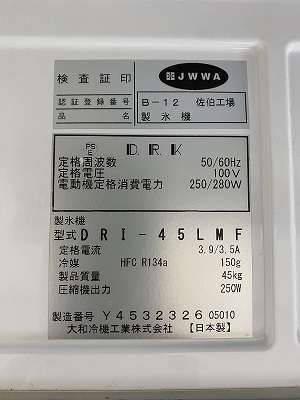 検査証印 JWWA
認証登録番号 B-12 佐伯工場
品名 製氷機
PS E D.R.K
定格周波数 50/60Hz
定格電圧 100V
電動機定格消費電力 250/280W
製氷機
型式 DRI-45LMF
定格電流 3.9/3.5A
冷媒 HFC R134a 150g
製品質量 45kg
圧縮機出力 250W
製造番号 Y4532326 05010
大和冷機工業株式会社 【日本製】